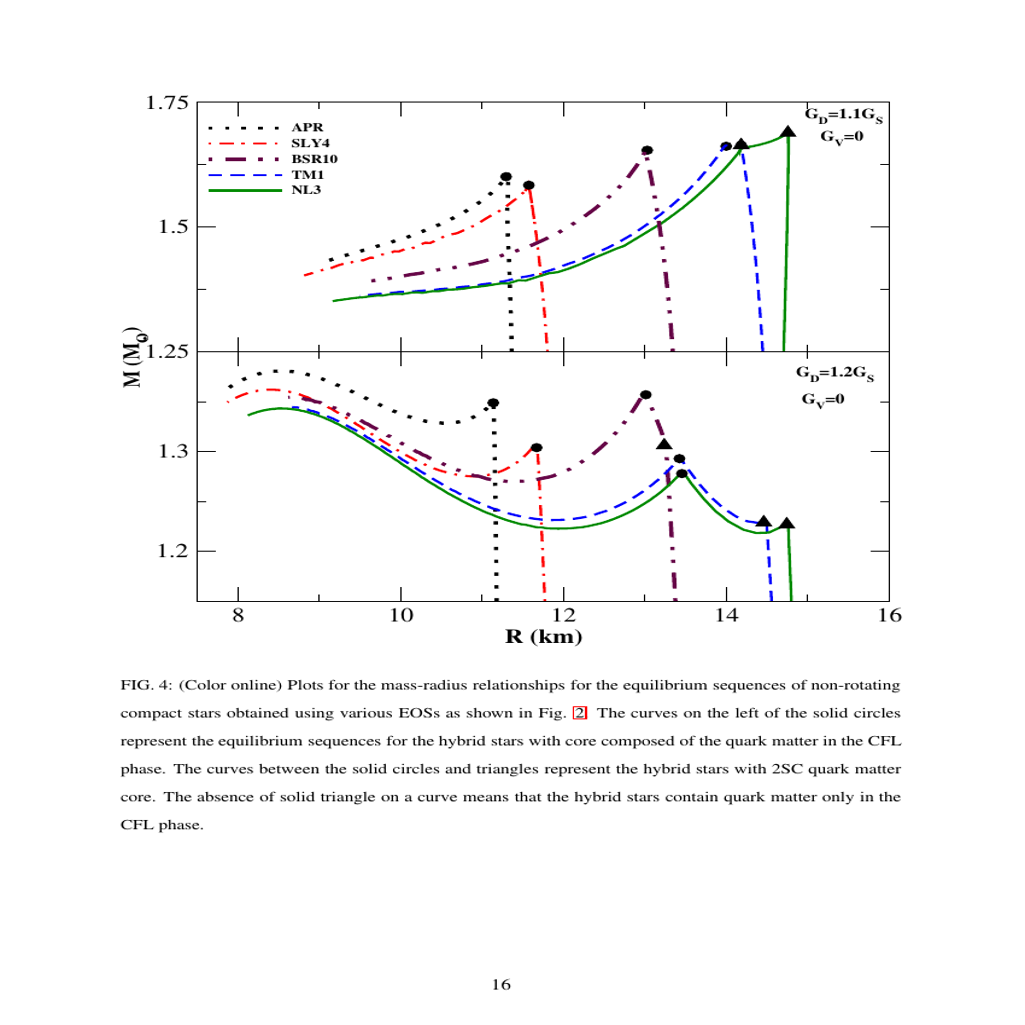 1.75
G_D=1.1G_S
G_V=0
APR
SLY4
BSR10
TM1
NL3
1.5
M (M_⊙)
1.25
G_D=1.2G_S
G_V=0
1.3
1.2
8 10 12 14 16
R (km)
FIG. 4: (Color online) Plots for the mass-radius relationships for the equilibrium sequences of non-rotating
compact stars obtained using various EOSs as shown in Fig. 2. The curves on the left of the solid circles
represent the equilibrium sequences for the hybrid stars with core composed of the quark matter in the CFL
phase. The curves between the solid circles and triangles represent the hybrid stars with 2SC quark matter
core. The absence of solid triangle on a curve means that the hybrid stars contain quark matter only in the
CFL phase.
16